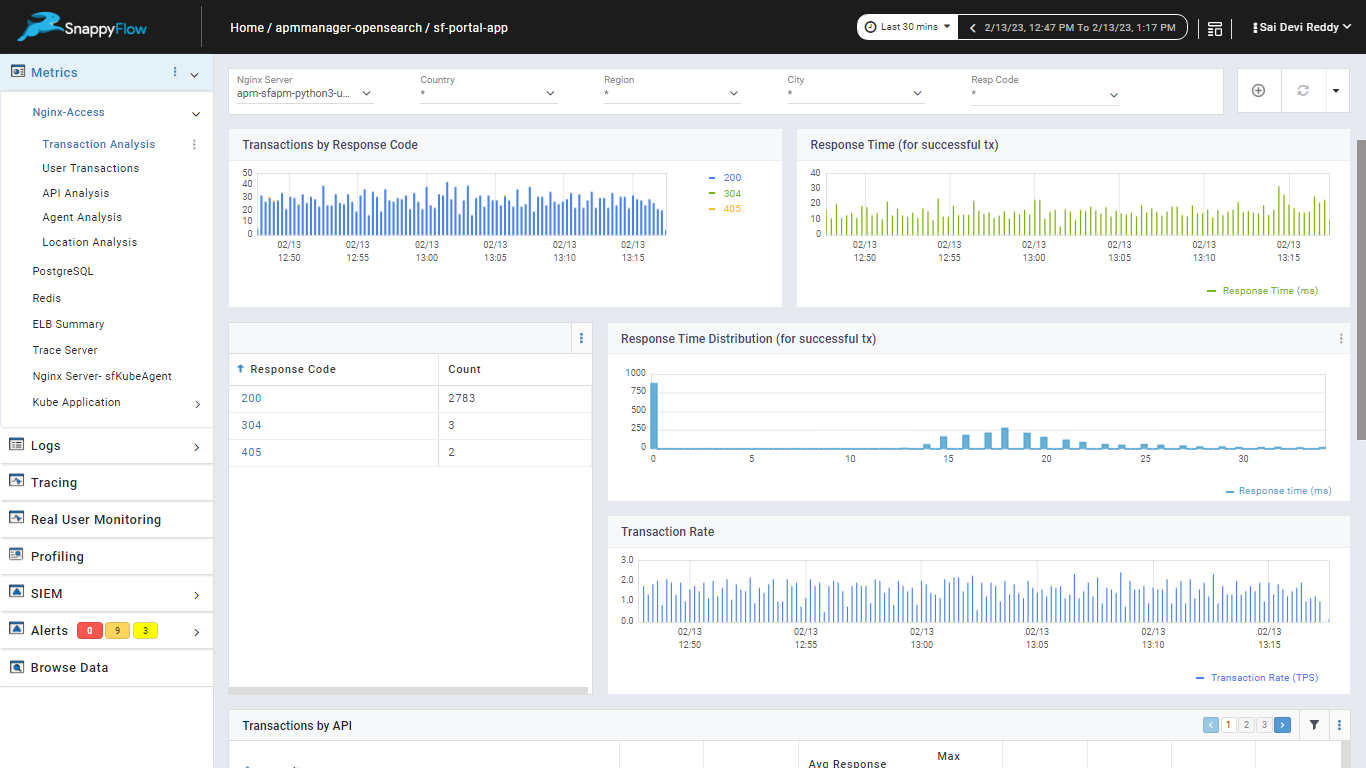 SnappyFlow
Home / apmmanager-opensearch / sf-portal-app
Last 30 mins
2/13/23, 12:47 PM To 2/13/23, 1:17 PM
Sai Devi Reddy
Metrics
Nginx-Access
Transaction Analysis
User Transactions
API Analysis
Agent Analysis
Location Analysis
PostgreSQL
Redis
ELB Summary
Trace Server
Nginx Server- sfKubeAgent
Kube Application
Logs
Tracing
Real User Monitoring
Profiling
SIEM
Alerts 0 9 3
Browse Data
Nginx Server Country Region City Resp Code
apm-sfapm-python3-u... * * * *
Transactions by Response Code
50
40
30
20
10
0
02/13 02/13 02/13 02/13 02/13 02/13
12:50 12:55 13:00 13:05 13:10 13:15
200
304
405
Response Time (for successful tx)
40
30
20
10
0
02/13 02/13 02/13 02/13 02/13 02/13
12:50 12:55 13:00 13:05 13:10 13:15
Response Time (ms)
Response Code Count
200 2783
304 3
405 2
Response Time Distribution (for successful tx)
1000
750
500
250
0
0 5 10 15 20 25 30
Response time (ms)
Transaction Rate
3.0
2.0
1.0
0.0
02/13 02/13 02/13 02/13 02/13 02/13
12:50 12:55 13:00 13:05 13:10 13:15
Transaction Rate (TPS)
Transactions by API
1 2 3
Avg Response
Max